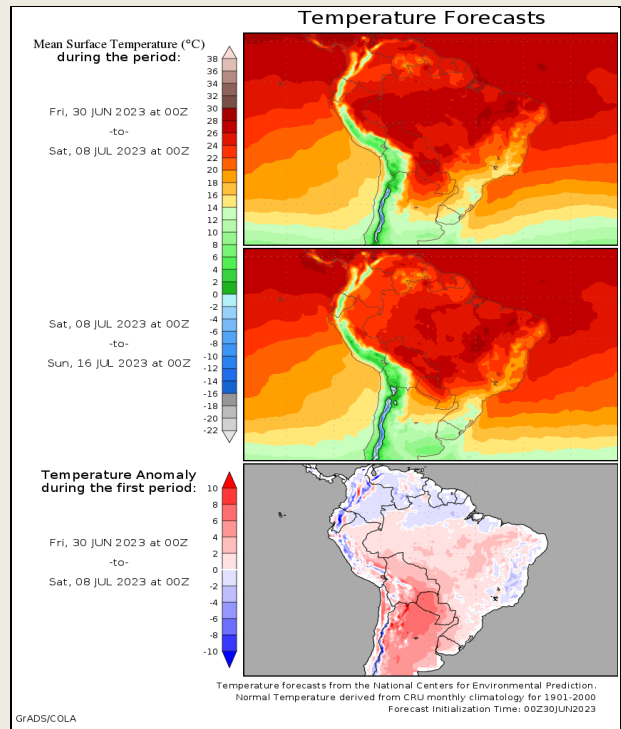 Temperature Forecasts
Mean Surface Temperature (°C)
during the period:
38
36
34
32
30
28
26
24
22
20
18
16
14
12
10
8
6
4
2
0
-2
-4
-6
-8
-10
-12
-14
-16
-18
-20
-22
Fri, 30 JUN 2023 at 00Z
-to-
Sat, 08 JUL 2023 at 00Z
Sat, 08 JUL 2023 at 00Z
-to-
Sun, 16 JUL 2023 at 00Z
Temperature Anomaly
during the first period:
10
8
6
4
2
0
-2
-4
-6
-8
-10
Fri, 30 JUN 2023 at 00Z
-to-
Sat, 08 JUL 2023 at 00Z
Temperature forecasts from the National Centers for Environmental Prediction.
Normal Temperature derived from CRU monthly climatology for 1901-2000
Forecast Initialization Time: 00Z30JUN2023
GrADS/COLA